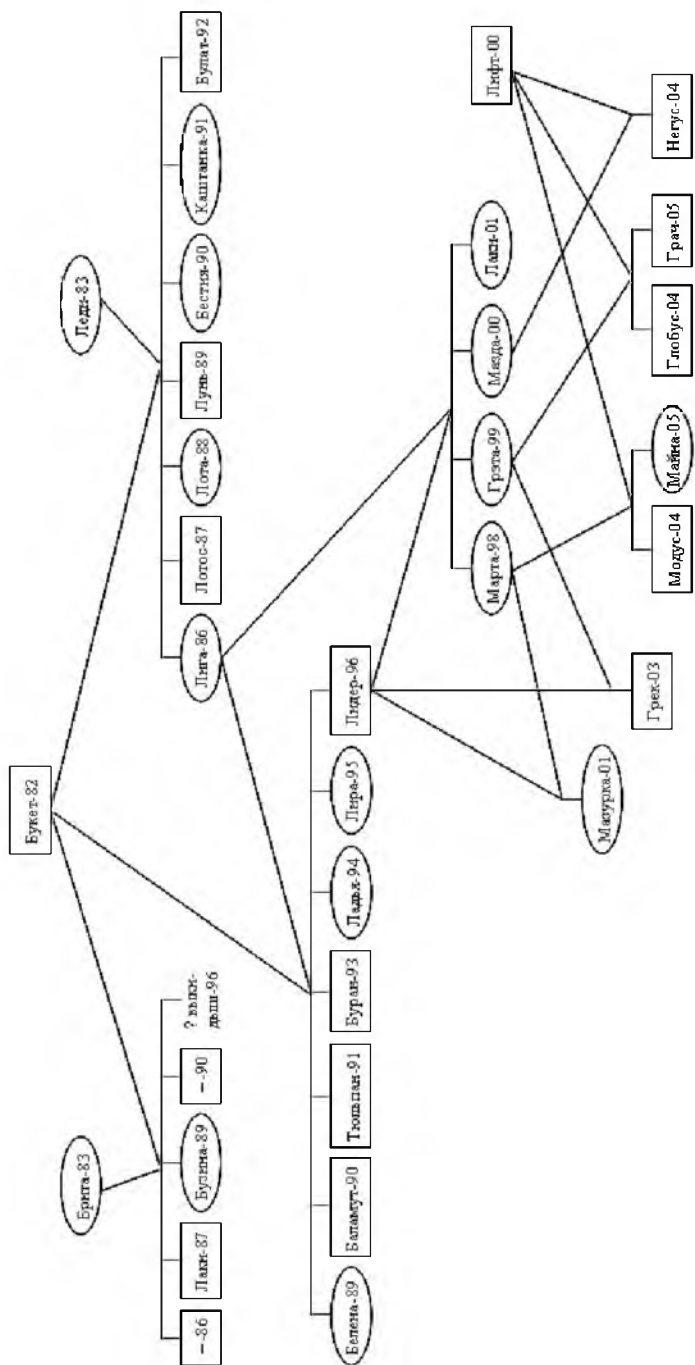 Букет-82
Брита-83
Леди-83
–-86
Лаки-87
Бузина-89
–-90
? выки-
дыш-96
Лига-86
Лотос-87
Лота-88
Лунь-89
Бестия-90
Каштанка-91
Булат-92
Белена-89
Баламут-90
Тюльпан-91
Буран-93
Ладья-94
Лира-95
Лидер-96
Марта-98
Грэта-99
Мазда-00
Лаки-01
Лифт-00
Мазурка-01
Грек-03
Модус-04
(Майна-05)
Глобус-04
Грач-05
Негус-04